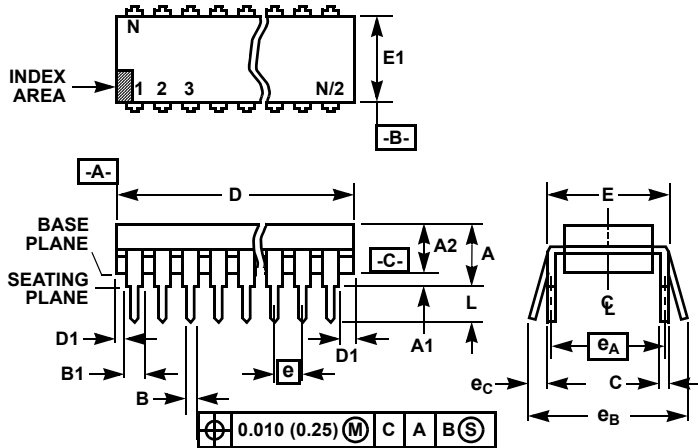 N
INDEX
AREA
1 2 3 N/2
E1
-B-
-A-
D
E
BASE
PLANE
A2
A
-C-
SEATING
PLANE
L
D1
A1
D1
B1
e
B
℄
eA
eC
C
eB
⌖ 0.010 (0.25) Ⓜ C A B Ⓢ